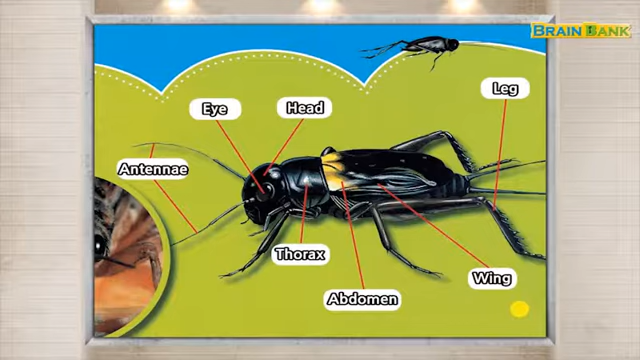 BRAIN BANK
Leg
Eye
Head
Antennae
Thorax
Wing
Abdomen